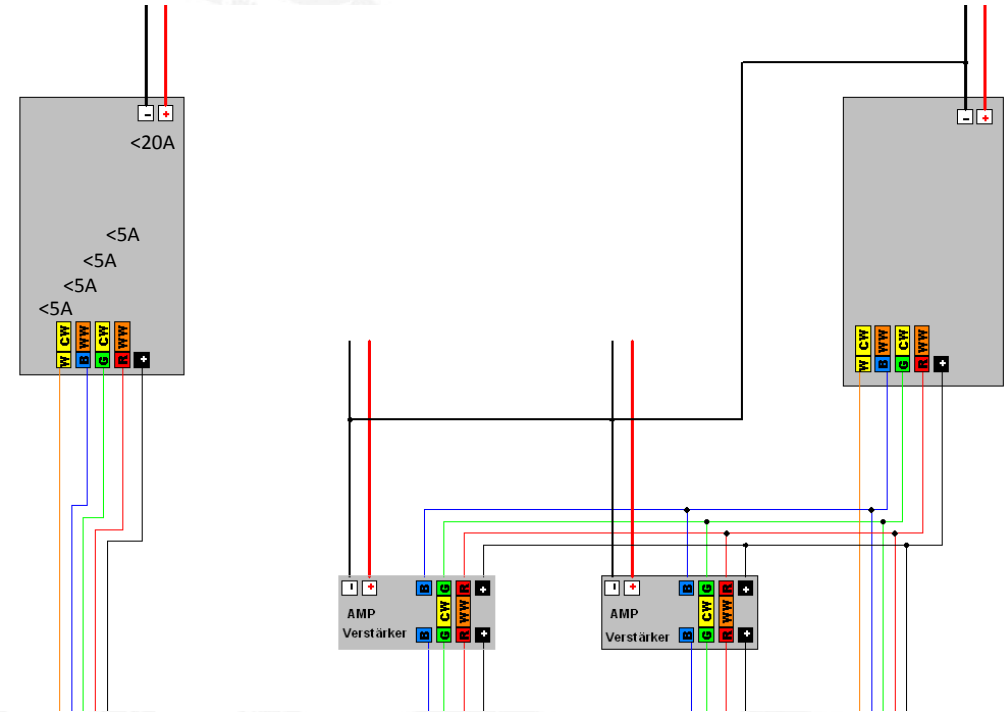 - +
<20A
<5A
<5A
<5A
<5A
CW WW CW WW
W B G R +
- +
CW WW CW WW
W B G R +
- + B G R +
AMP CW WW
Verstärker B G R +
- + B G R +
AMP CW WW
Verstärker B G R +